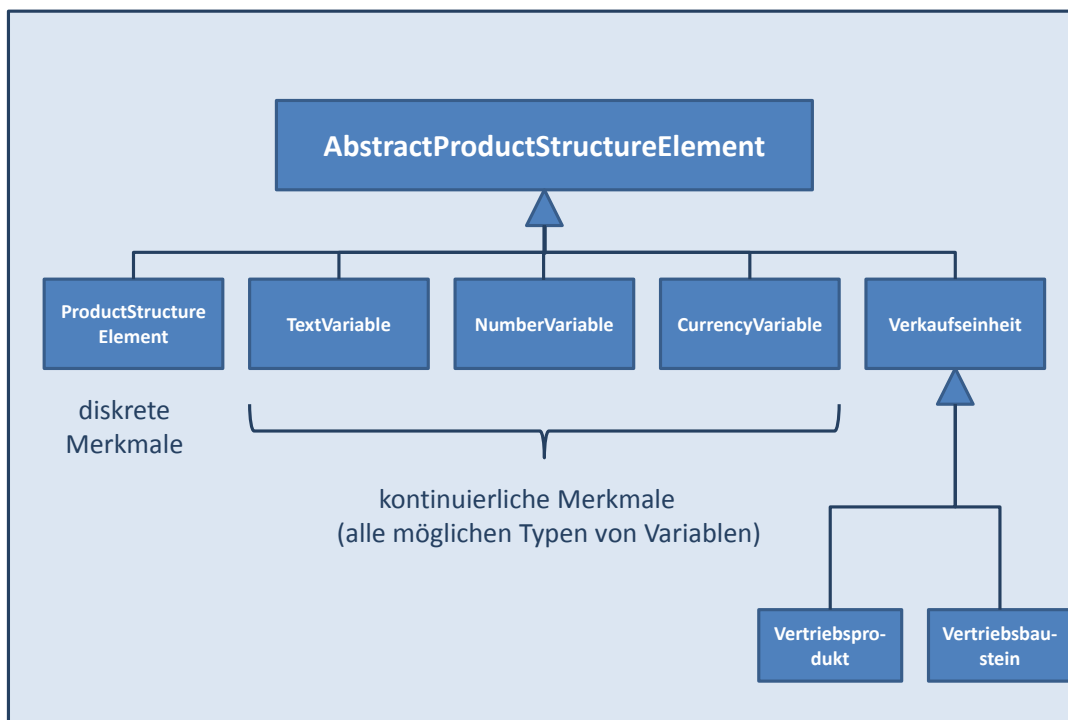 AbstractProductStructureElement
ProductStructure
Element
TextVariable
NumberVariable
CurrencyVariable
Verkaufseinheit
diskrete
Merkmale
kontinuierliche Merkmale
(alle möglichen Typen von Variablen)
Vertriebspro-
dukt
Vertriebsbau-
stein